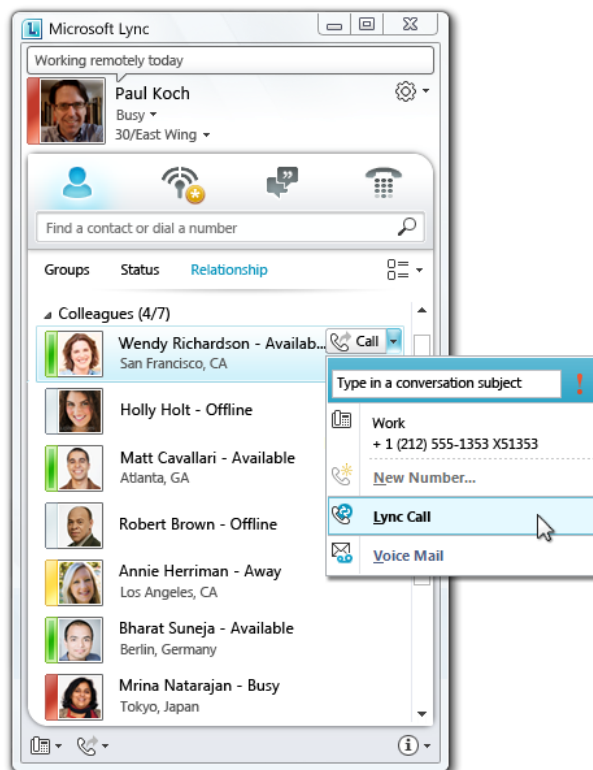 Microsoft Lync
Working remotely today
Paul Koch
Busy
30/East Wing
Find a contact or dial a number
Groups Status Relationship
Colleagues (4/7)
Wendy Richardson - Availab... Call
San Francisco, CA
Type in a conversation subject
Holly Holt - Offline
Work
+ 1 (212) 555-1353 X51353
Matt Cavallari - Available
Atlanta, GA
New Number...
Robert Brown - Offline
Lync Call
Voice Mail
Annie Herriman - Away
Los Angeles, CA
Bharat Suneja - Available
Berlin, Germany
Mrina Natarajan - Busy
Tokyo, Japan